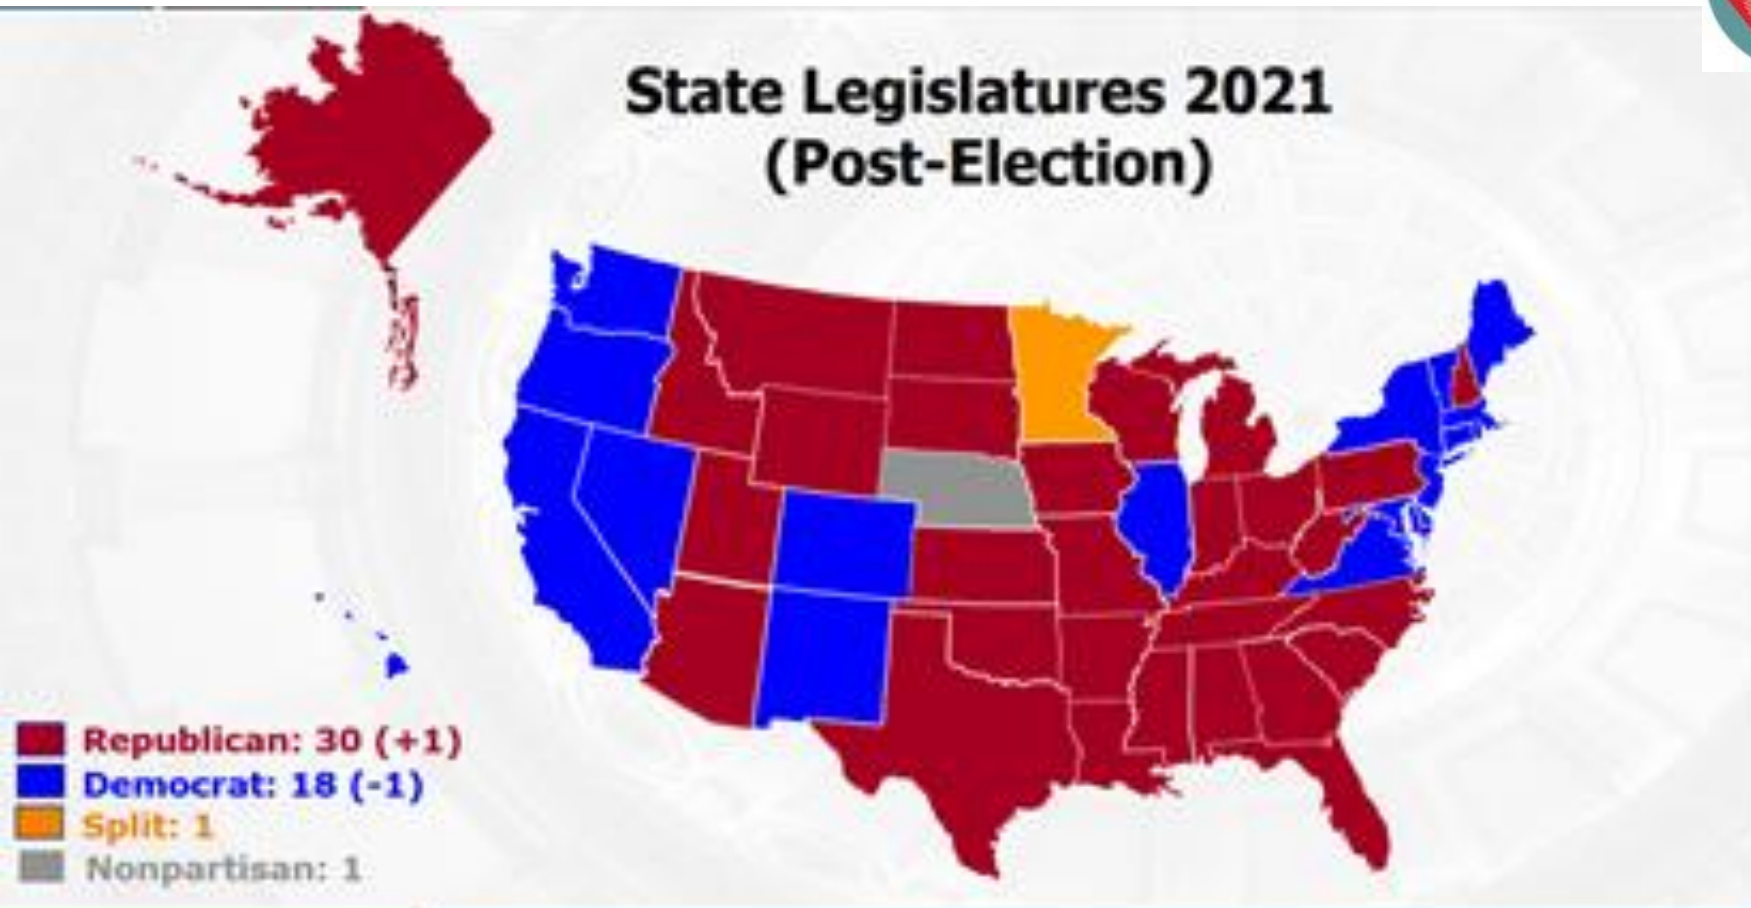 State Legislatures 2021
(Post-Election)
Republican: 30 (+1)
Democrat: 18 (-1)
Split: 1
Nonpartisan: 1